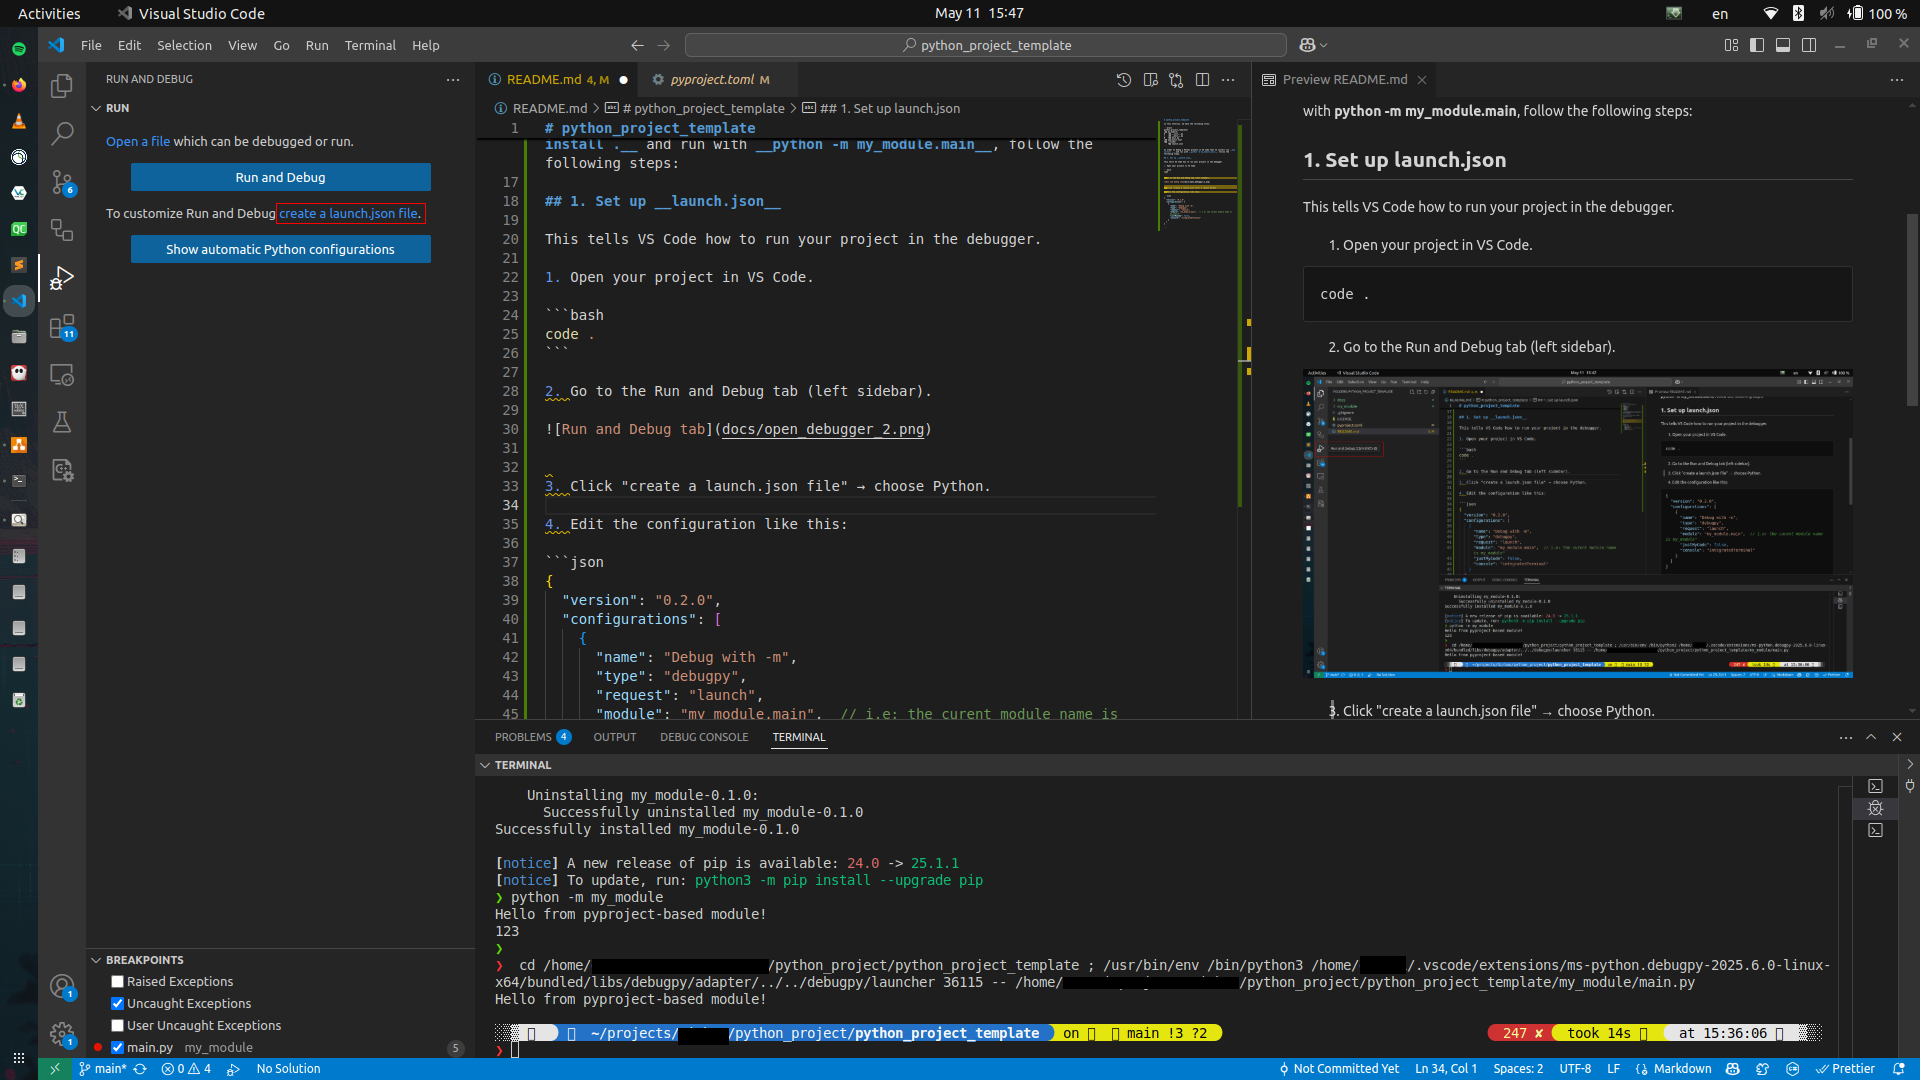 Activities
Visual Studio Code
May 11  15:47
en
100 %
File
Edit
Selection
View
Go
Run
Terminal
Help
python_project_template
RUN AND DEBUG
RUN
Open a file which can be debugged or run.
Run and Debug
To customize Run and Debug create a launch.json file.
Show automatic Python configurations
6
11
1
1
BREAKPOINTS
Raised Exceptions
Uncaught Exceptions
User Uncaught Exceptions
main.py my_module
5
README.md 4, M
pyproject.toml M
README.md > # python_project_template > ## 1. Set up launch.json
1 # python_project_template
install .__ and run with __python -m my_module.main__, follow the
following steps:
17
18 ## 1. Set up __launch.json__
19
20 This tells VS Code how to run your project in the debugger.
21
22 1. Open your project in VS Code.
23
24 ```bash
25 code .
26 ```
27
28 2. Go to the Run and Debug tab (left sidebar).
29
30 ![Run and Debug tab](docs/open_debugger_2.png)
31
32
33 3. Click "create a launch.json file" → choose Python.
34
35 4. Edit the configuration like this:
36
37 ```json
38 {
39 "version": "0.2.0",
40 "configurations": [
41 {
42 "name": "Debug with -m",
43 "type": "debugpy",
44 "request": "launch",
45 "module": "my_module.main", // i.e: the curent module name is
Preview README.md
with python -m my_module.main, follow the following steps:
1. Set up launch.json
This tells VS Code how to run your project in the debugger.
1. Open your project in VS Code.
code .
2. Go to the Run and Debug tab (left sidebar).
3. Click "create a launch.json file" → choose Python.
PROBLEMS 4
OUTPUT
DEBUG CONSOLE
TERMINAL
TERMINAL
Uninstalling my_module-0.1.0:
Successfully uninstalled my_module-0.1.0
Successfully installed my_module-0.1.0
[notice] A new release of pip is available: 24.0 -> 25.1.1
[notice] To update, run: python3 -m pip install --upgrade pip
❯ python -m my_module
Hello from pyproject-based module!
123
❯
❯ cd /home/ /python_project/python_project_template ; /usr/bin/env /bin/python3 /home/ /.vscode/extensions/ms-python.debugpy-2025.6.0-linux-
x64/bundled/libs/debugpy/adapter/../../debugpy/launcher 36115 -- /home/ /python_project/python_project_template/my_module/main.py
Hello from pyproject-based module!
~/projects/ /python_project/python_project_template on main !3 ?2
247 ✘ took 14s at 15:36:06
❯
main*
0
4
No Solution
Not Committed Yet
Ln 34, Col 1
Spaces: 2
UTF-8
LF
Markdown
Prettier